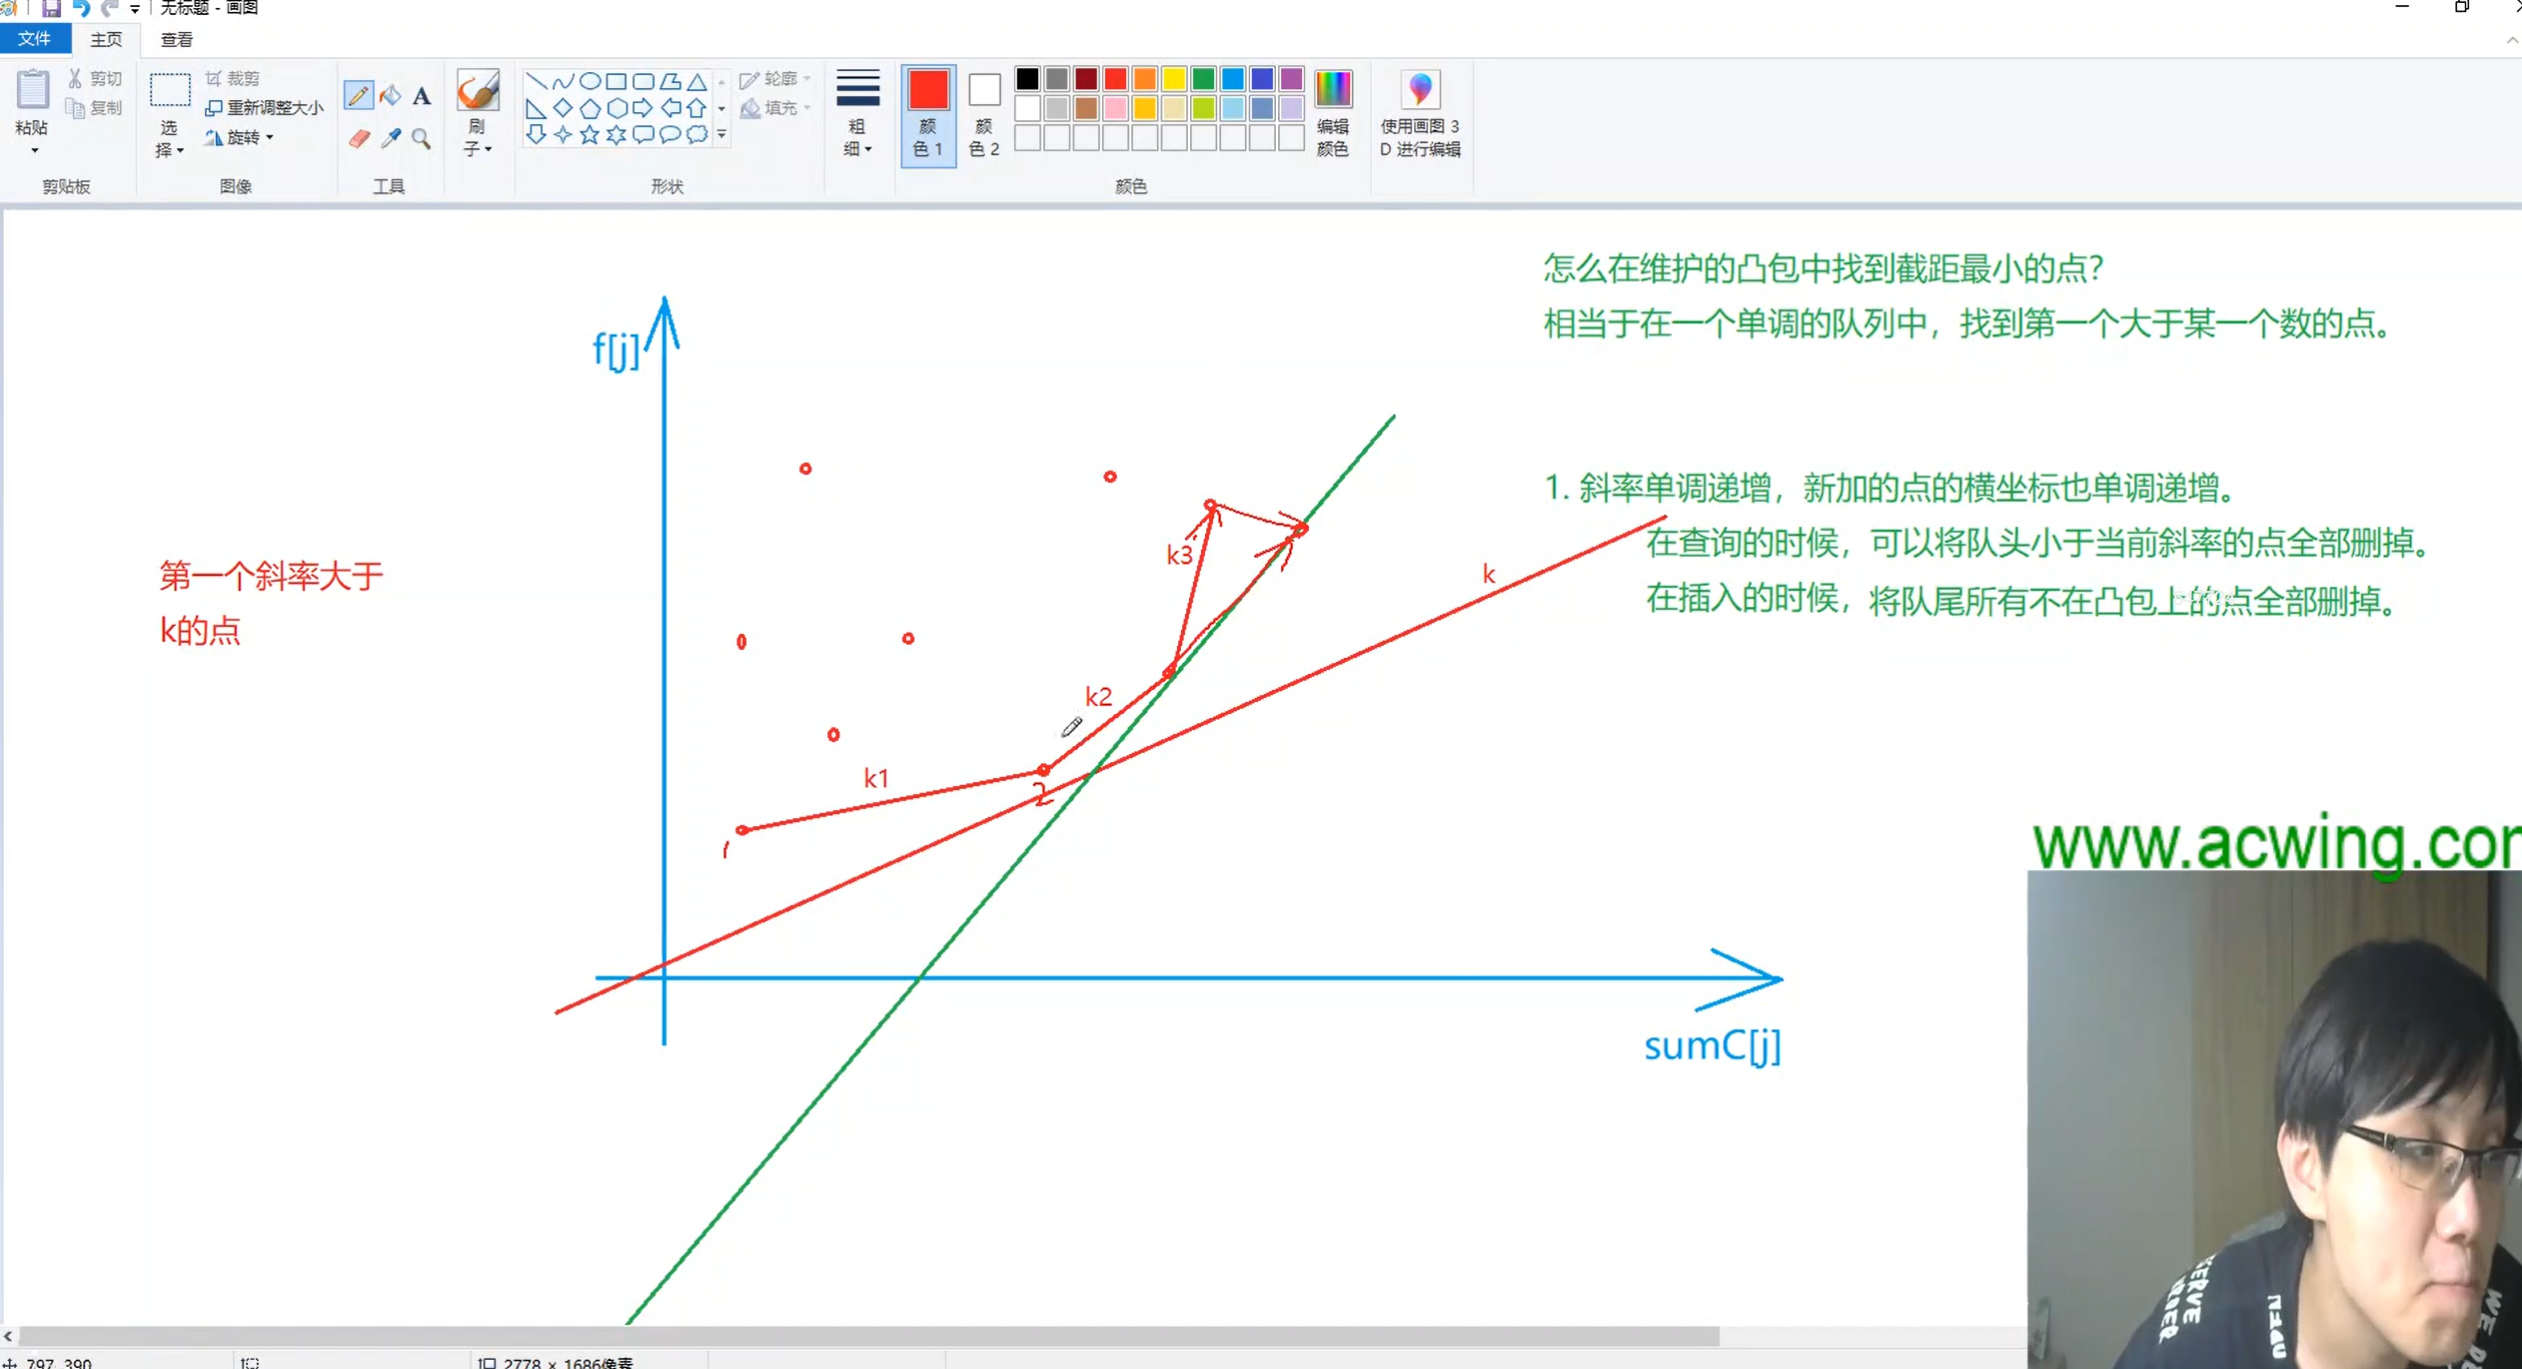 无标题 - 画图
文件 主页 查看
剪切
复制
粘贴
剪贴板
选择
裁剪
重新调整大小
旋转
图像
A
工具
刷子
形状
轮廓
填充
粗细
颜色 1
颜色 2
颜色
编辑颜色
使用画图 3
D 进行编辑
怎么在维护的凸包中找到截距最小的点？
相当于在一个单调的队列中，找到第一个大于某一个数的点。
f[j]
1. 斜率单调递增，新加的点的横坐标也单调递增。
在查询的时候，可以将队头小于当前斜率的点全部删掉。
在插入的时候，将队尾所有不在凸包上的点全部删掉。
第一个斜率大于
k的点
k3
k
k2
k1
2
1
sumC[j]
www.acwing.com
SERVE
UNDER
WE
797, 390
2778 × 1686像素